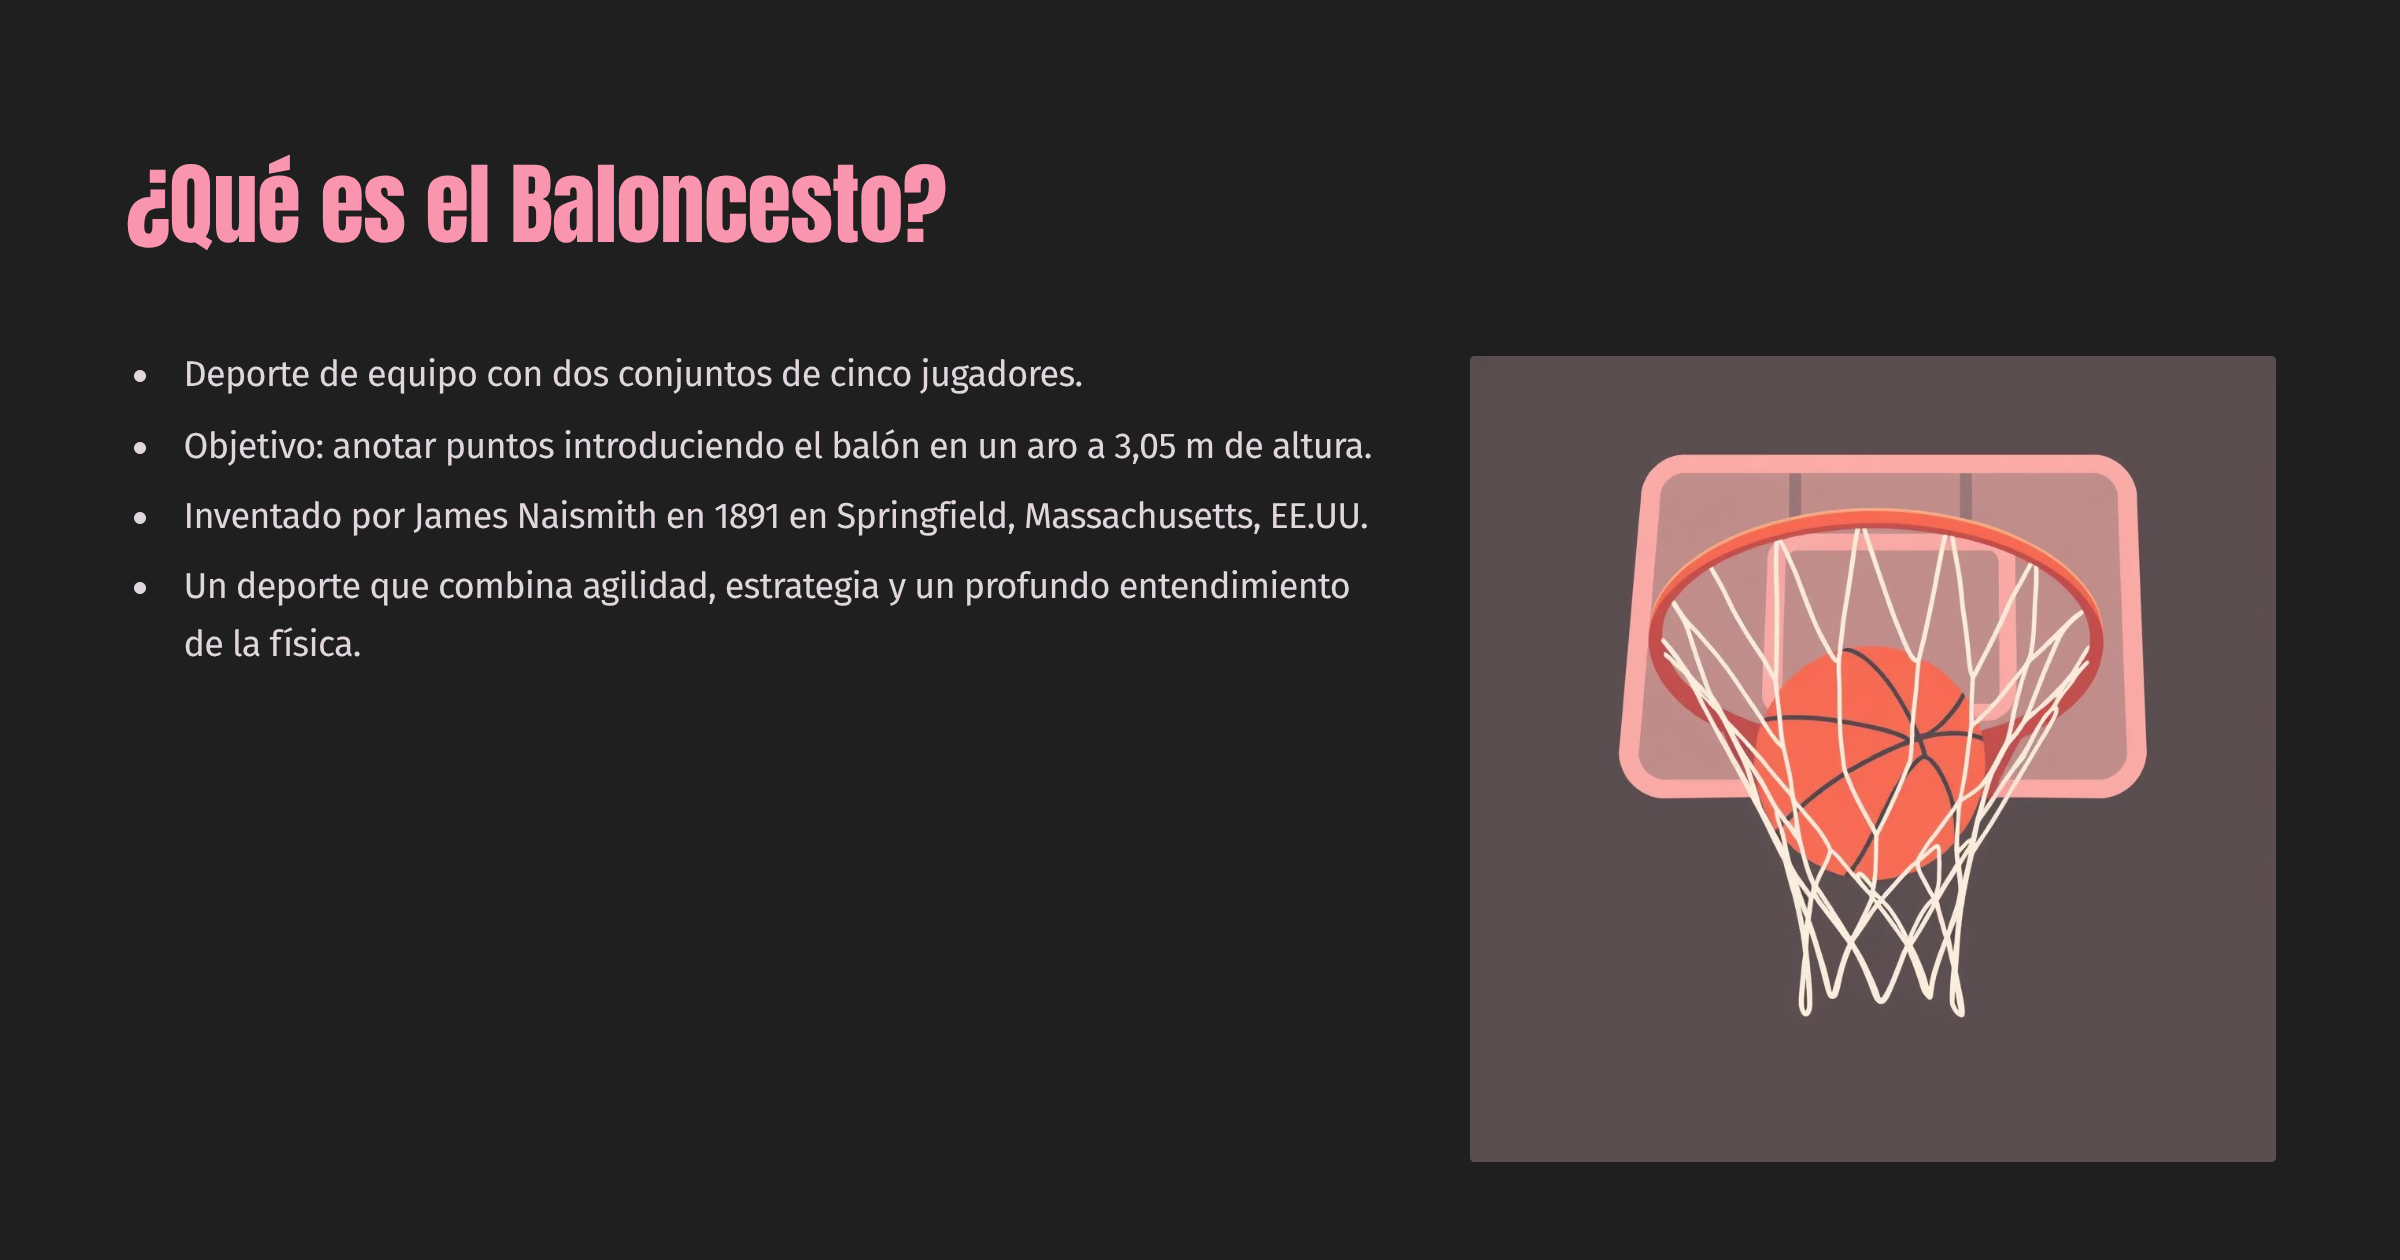 ¿Qué es el Baloncesto?
• Deporte de equipo con dos conjuntos de cinco jugadores.
• Objetivo: anotar puntos introduciendo el balón en un aro a 3,05 m de altura.
• Inventado por James Naismith en 1891 en Springfield, Massachusetts, EE.UU.
• Un deporte que combina agilidad, estrategia y un profundo entendimiento
de la física.